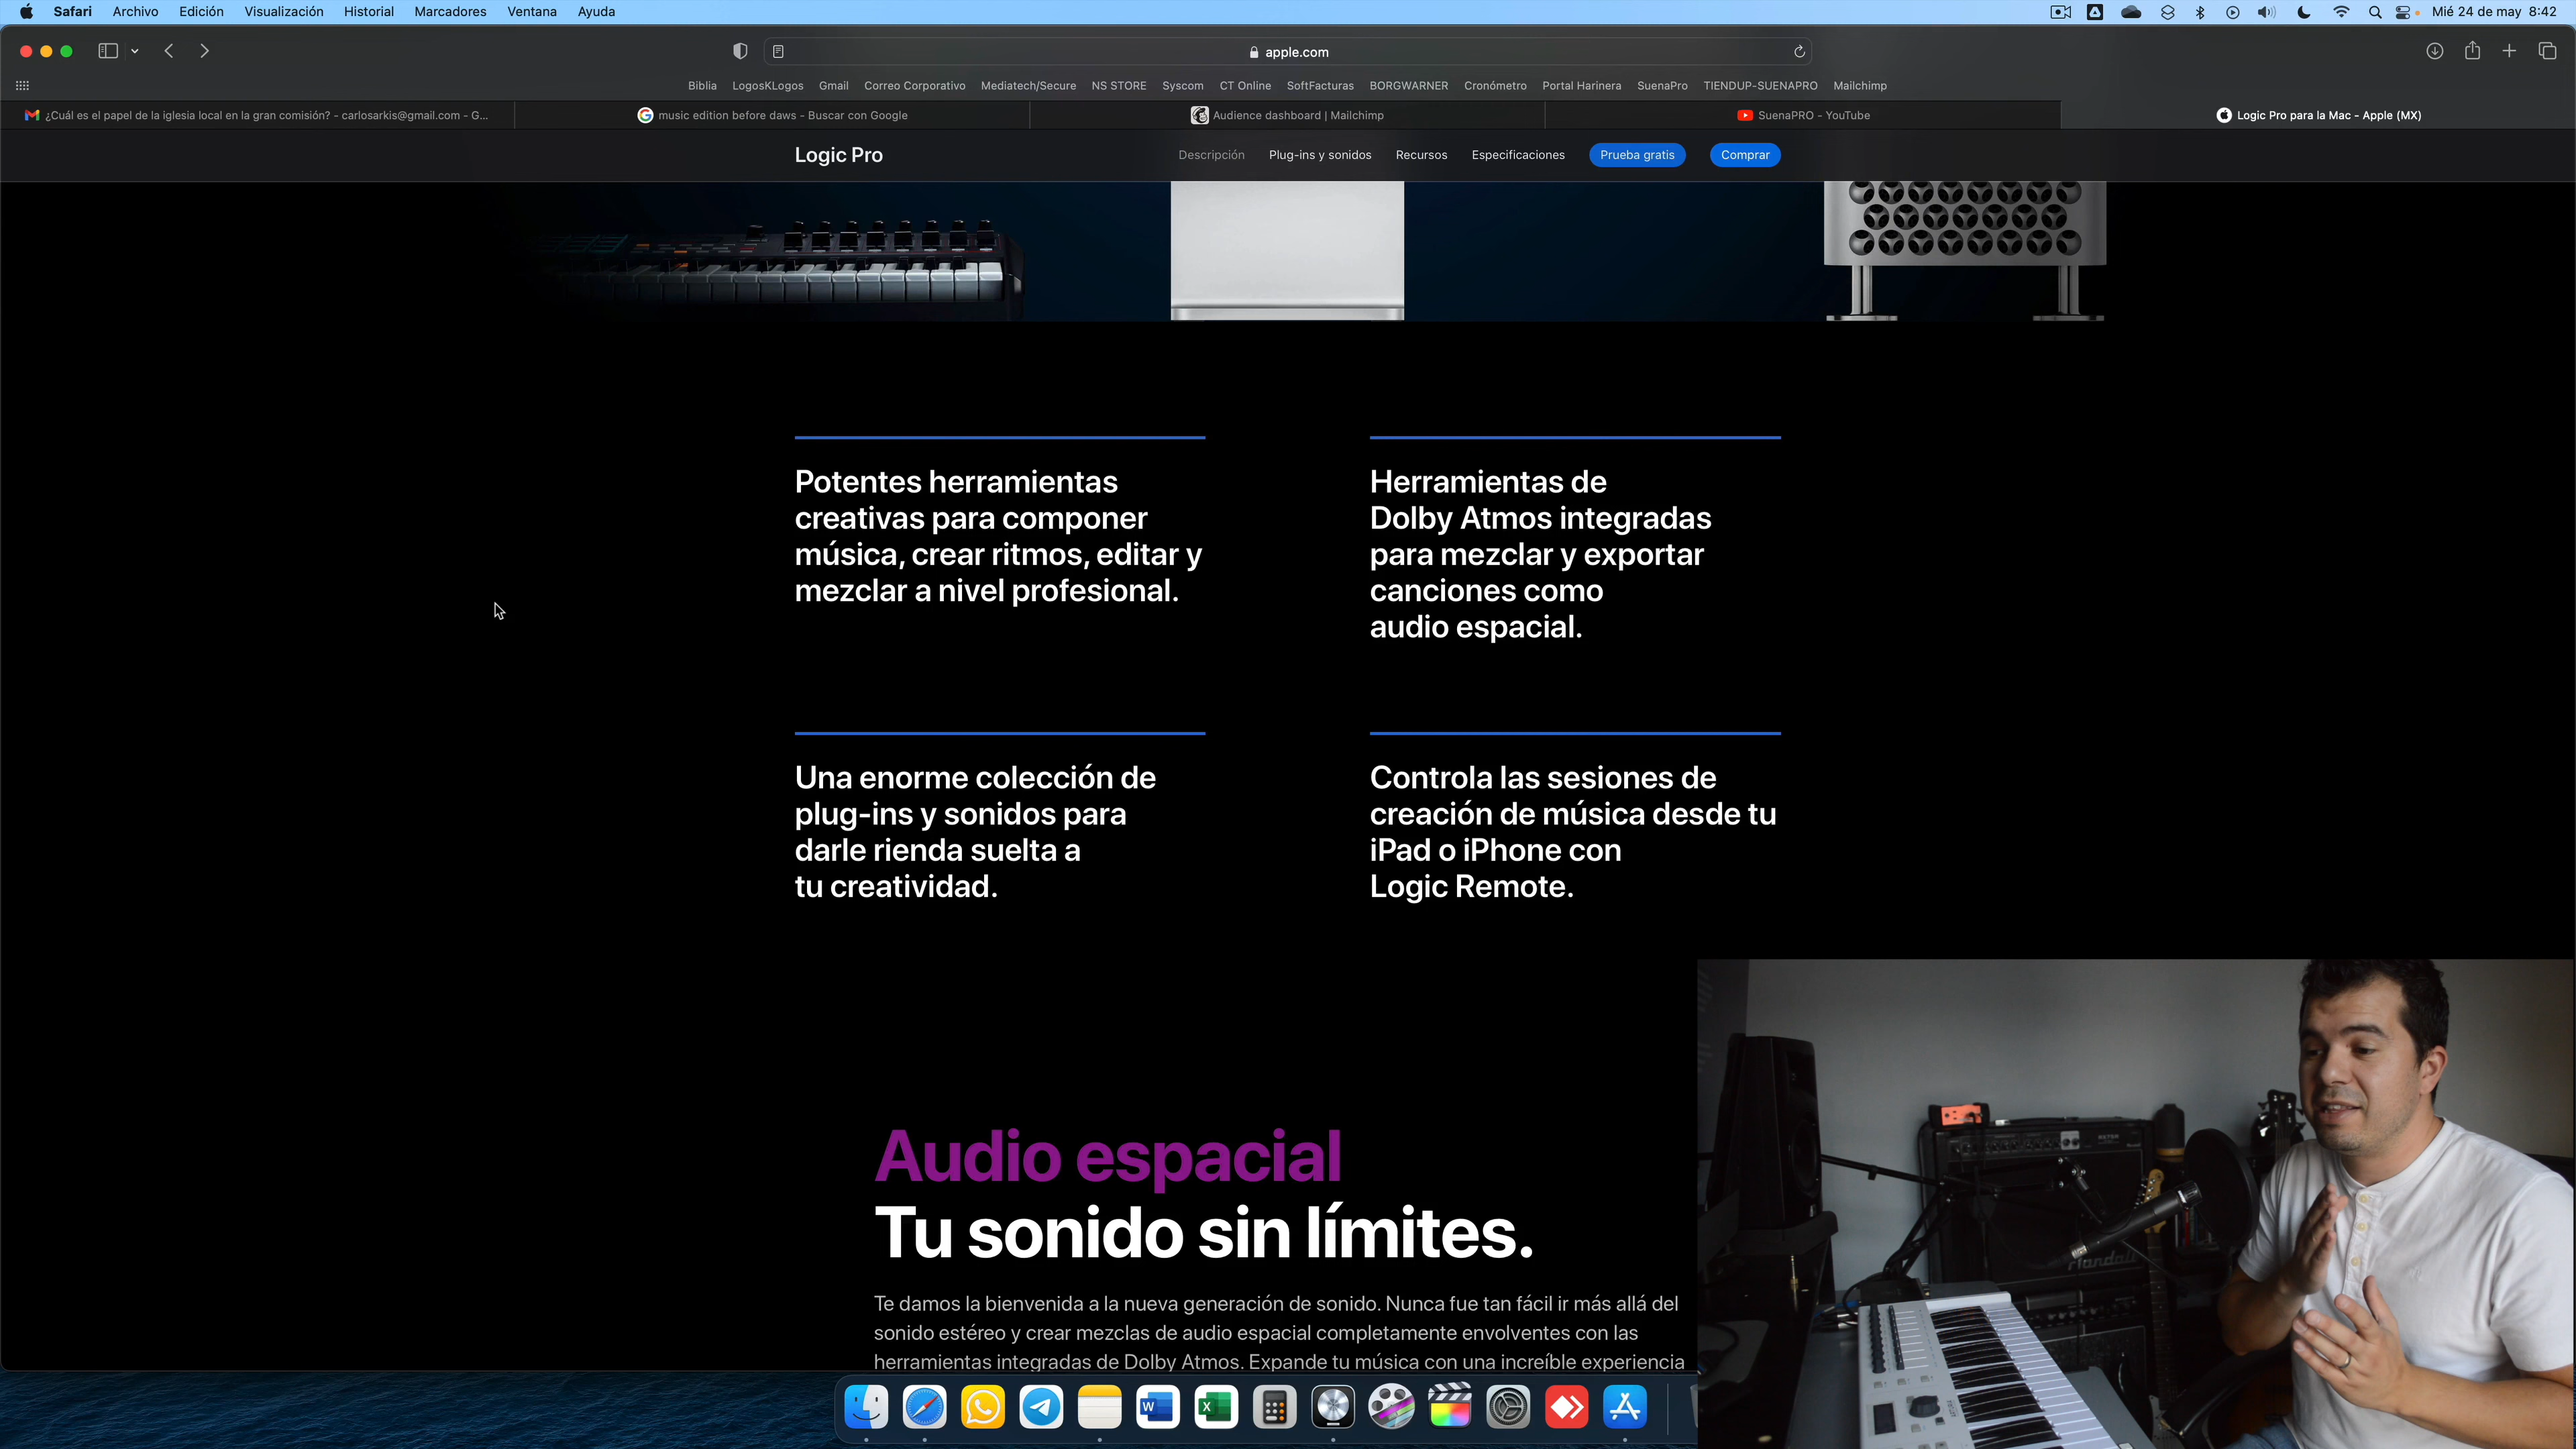 Safari Archivo Edición Visualización Historial Marcadores Ventana Ayuda
Mié 24 de may 8:42
apple.com
Biblia LogosKLogos Gmail Correo Corporativo Mediatech/Secure NS STORE Syscom CT Online SoftFacturas BORGWARNER Cronómetro Portal Harinera SuenaPro TIENDUP-SUENAPRO Mailchimp
¿Cuál es el papel de la iglesia local en la gran comisión? - carlosarkis@gmail.com - G...
music edition before daws - Buscar con Google
Audience dashboard | Mailchimp
SuenaPRO - YouTube
Logic Pro para la Mac - Apple (MX)
Logic Pro
Descripción Plug-ins y sonidos Recursos Especificaciones Prueba gratis Comprar
Potentes herramientas
creativas para componer
música, crear ritmos, editar y
mezclar a nivel profesional.
Herramientas de
Dolby Atmos integradas
para mezclar y exportar
canciones como
audio espacial.
Una enorme colección de
plug-ins y sonidos para
darle rienda suelta a
tu creatividad.
Controla las sesiones de
creación de música desde tu
iPad o iPhone con
Logic Remote.
Audio espacial
Tu sonido sin límites.
Te damos la bienvenida a la nueva generación de sonido. Nunca fue tan fácil ir más allá del
sonido estéreo y crear mezclas de audio espacial completamente envolventes con las
herramientas integradas de Dolby Atmos. Expande tu música con una increíble experiencia
Randall